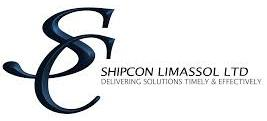 SC
SHIPCON LIMASSOL LTD
DELIVERING SOLUTIONS TIMELY & EFFECTIVELY